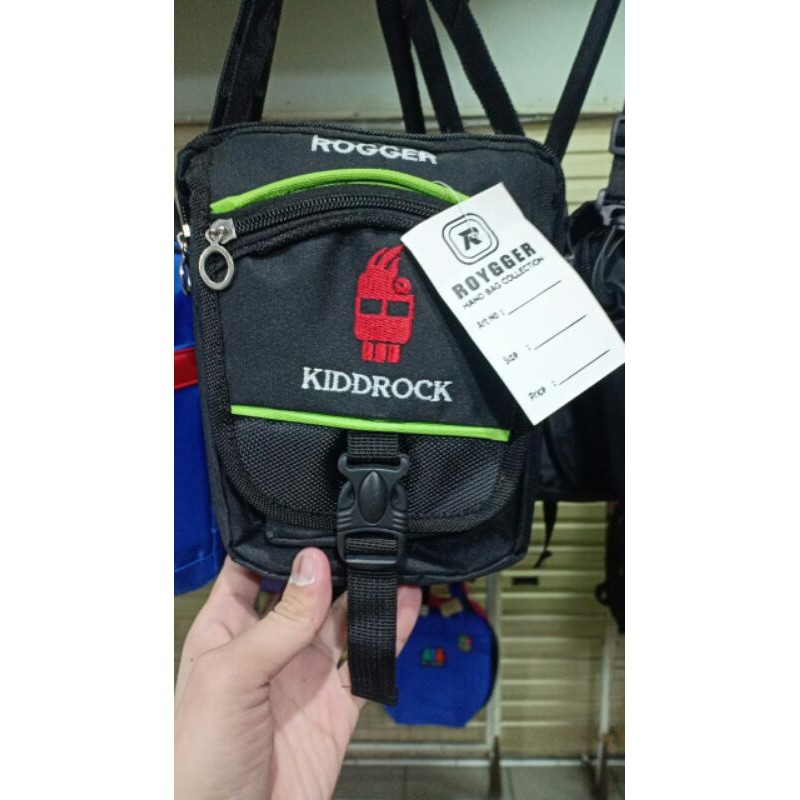 ROGGER
KIDDROCK
ROYGGER
HAND BAG COLLECTION
Art No :
Size :
Price :